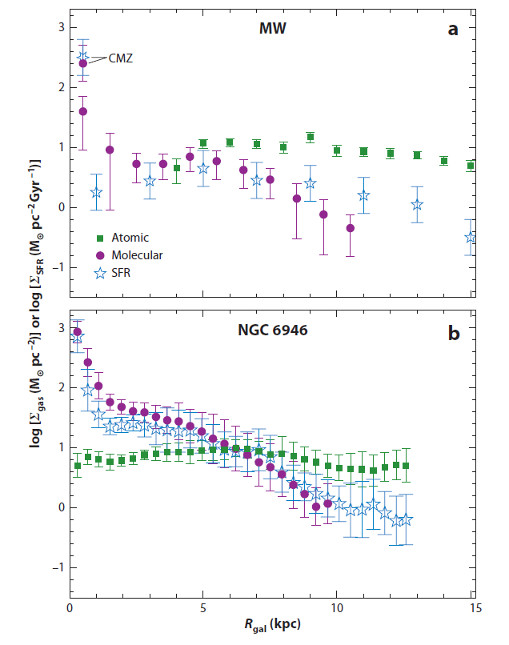 MW
a
3
2
1
0
−1
CMZ
Atomic
Molecular
SFR
log [Σgas (M⊙ pc−2)] or log [ΣSFR (M⊙ pc−2 Gyr−1)]
NGC 6946
b
3
2
1
0
−1
0 5 10 15
Rgal (kpc)